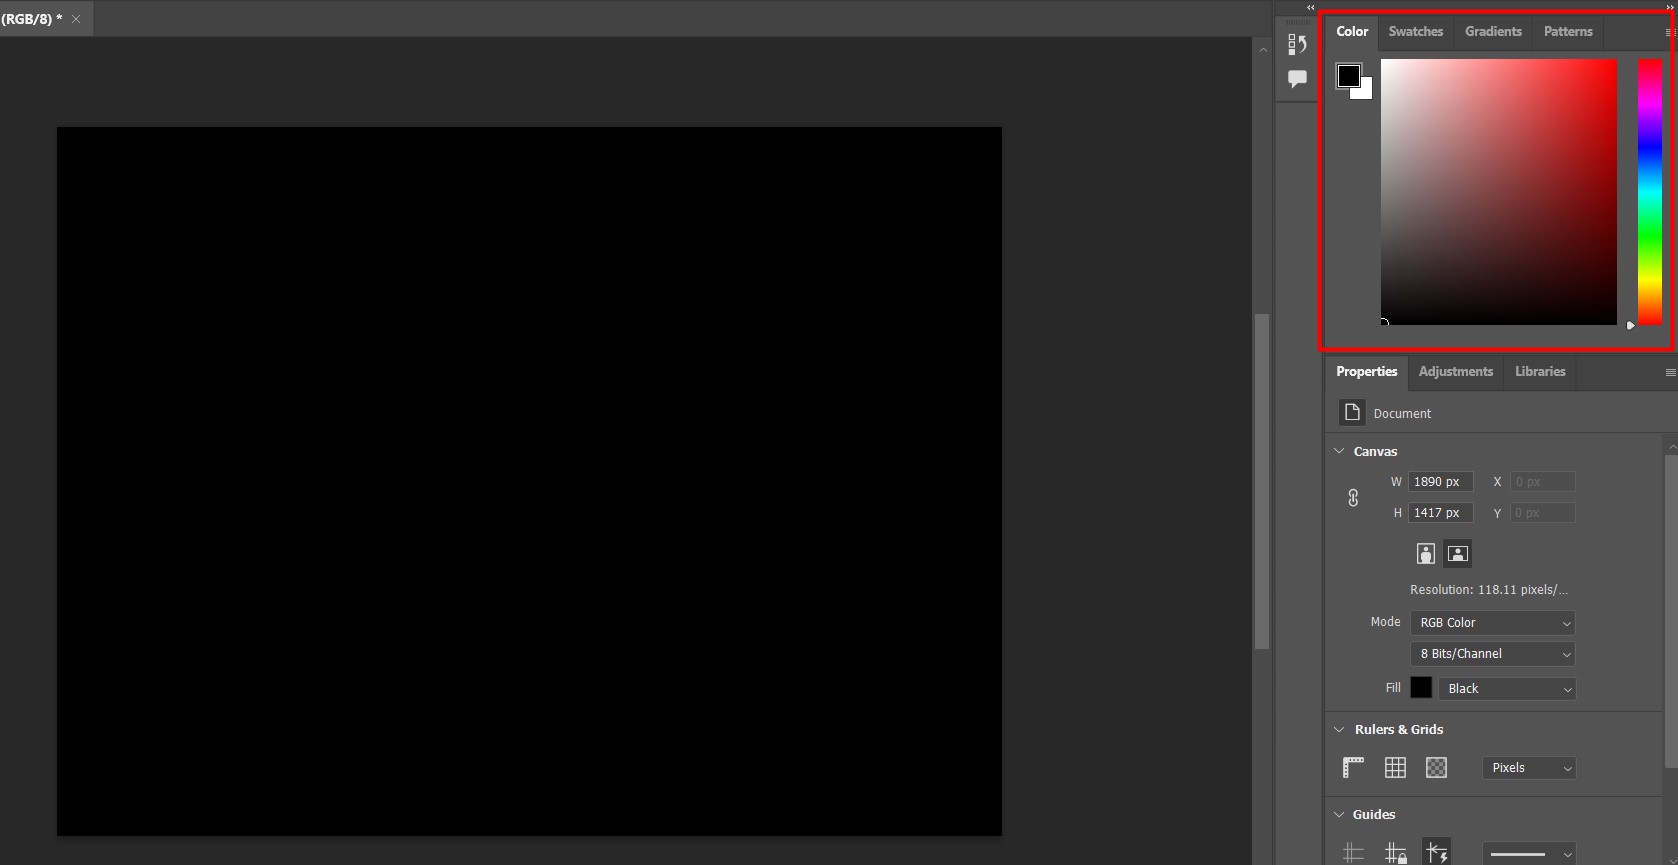 (RGB/8) *
Color Swatches Gradients Patterns
Properties Adjustments Libraries
Document
Canvas
W 1890 px X 0 px
H 1417 px Y 0 px
Resolution: 118.11 pixels/...
Mode RGB Color
8 Bits/Channel
Fill Black
Rulers & Grids
Pixels
Guides